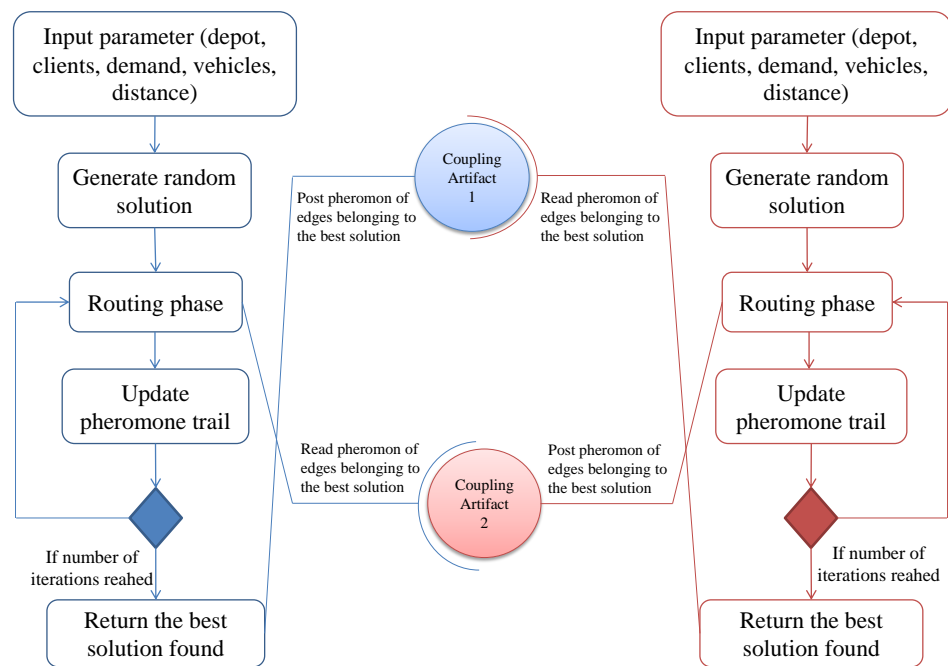 Input parameter (depot,
clients, demand, vehicles,
distance)
Generate random
solution
Routing phase
Update
pheromone trail
If number of
iterations reahed
Return the best
solution found
Post pheromon of
edges belonging to
the best solution
Coupling
Artifact
1
Read pheromon of
edges belonging to
the best solution
Read pheromon of
edges belonging to
the best solution
Coupling
Artifact
2
Post pheromon of
edges belonging to
the best solution
Input parameter (depot,
clients, demand, vehicles,
distance)
Generate random
solution
Routing phase
Update
pheromone trail
If number of
iterations reahed
Return the best
solution found